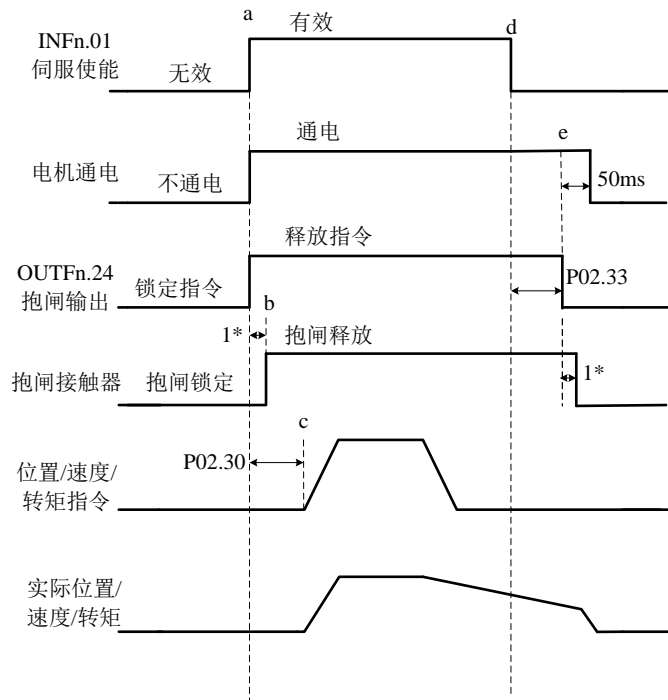 a
有效
d
INFn.01
伺服使能
无效
通电
e
电机通电
不通电
50ms
释放指令
OUTFn.24
抱闸输出
锁定指令
b
P02.33
1*
抱闸释放
抱闸接触器
抱闸锁定
1*
c
P02.30
位置/速度/
转矩指令
实际位置/
速度/转矩